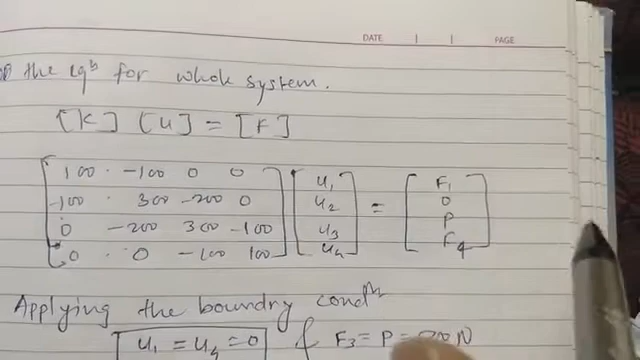 DATE PAGE
the eqn for whole system.
[K] {u} = [F]
100 -100 0 0 u1 F1
-100 300 -200 0 u2 = 0
0 -200 300 -100 u3 P
0 0 -100 100 u4 F4
Applying the boundry condn
u1 = u4 = 0 F3 = P =